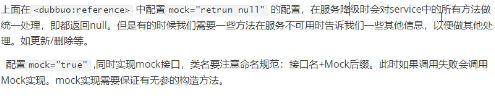 上面在 <dubbuo:reference> 中配置 mock="retrun null" 的配置，在服务降级时会对service中的所有方法做
统一处理，即都返回null。但是有的时候我们需要一些方法在服务不可用时告诉我们一些其他信息，以便做其他处
理。如更新/删除等。
配置 mock="true" ,同时实现mock接口，类名要注意命名规范：接口名+Mock后缀。此时如果调用失败会调用
Mock实现。mock实现需要保证有无参的构造方法。